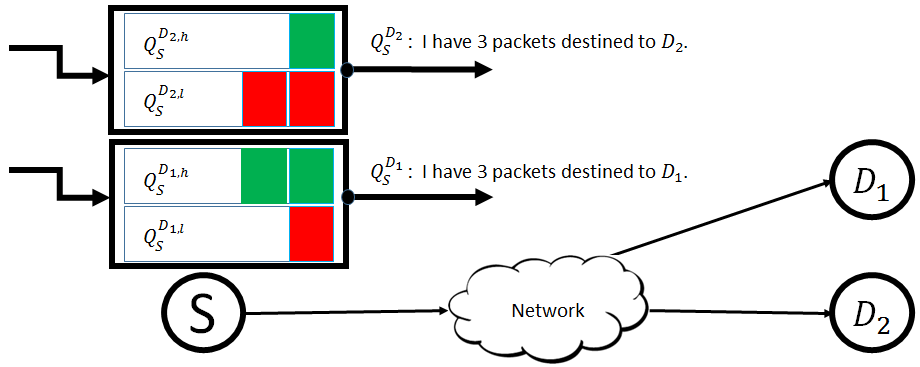 Q_S^{D_2,h}
Q_S^{D_2,l}
Q_S^{D_2} : I have 3 packets destined to D_2.
Q_S^{D_1,h}
Q_S^{D_1,l}
Q_S^{D_1} : I have 3 packets destined to D_1.
D_1
S
Network
D_2